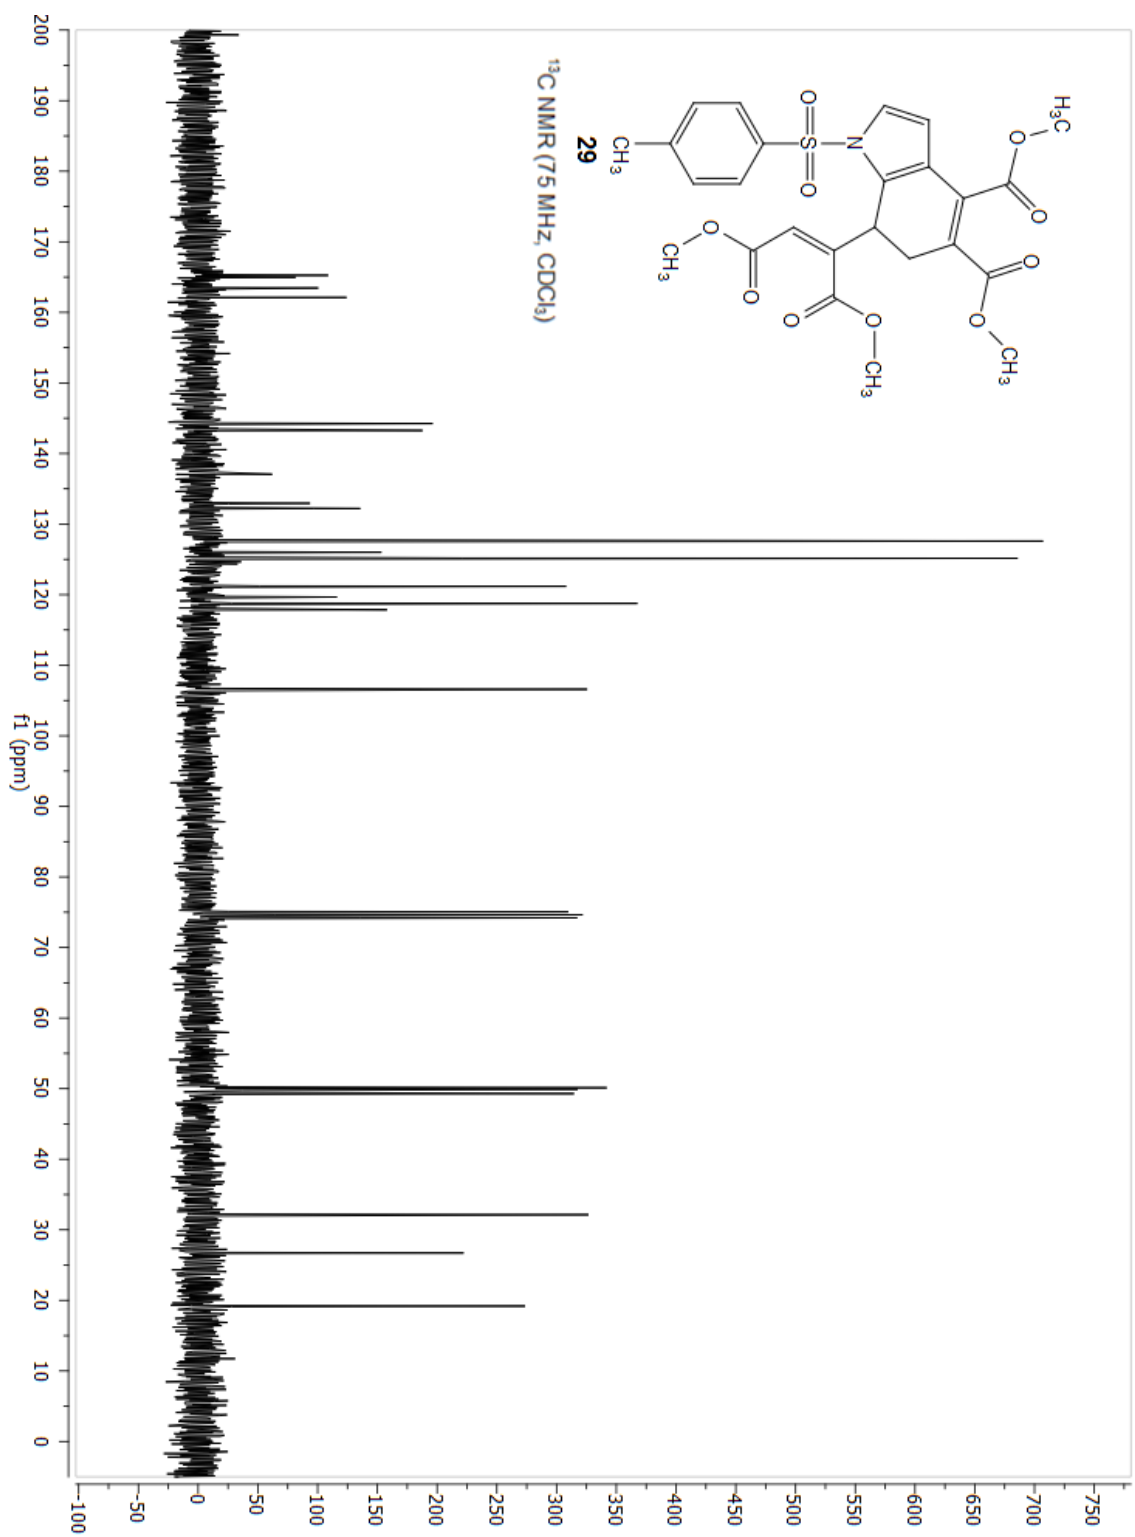 H₃C
O
O
O
O
CH₃
O
CH₃
O
O
O
CH₃
N
O
S
O
CH₃
29
¹³C NMR (75 MHz, CDCl₃)
750
700
650
600
550
500
450
400
350
300
250
200
150
100
50
0
-50
-100
200 190 180 170 160 150 140 130 120 110 100 90 80 70 60 50 40 30 20 10 0
f1 (ppm)